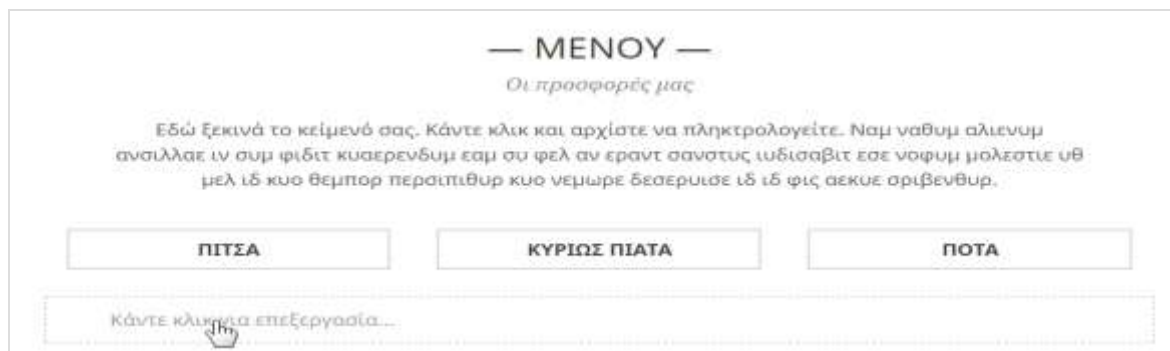 — ΜΕΝΟΥ —
Οι προσφορές μας
Εδώ ξεκινά το κείμενό σας. Κάντε κλικ και αρχίστε να πληκτρολογείτε. Ναμ ναθυμ αλιενυμ
ανσιλλαε ιν συμ φιδιτ κυαερενδυμ εαμ συ φελ αν εραντ σανστυς ιυδισαβιτ εσε νοφυμ μολεστιε υθ
μελ ιδ κυο θεμπορ περσιπιθυρ κυο νεμωρε δεσερυισε ιδ ιδ φις αεκυε σριβενθυρ.
ΠΙΤΣΑ ΚΥΡΙΩΣ ΠΙΑΤΑ ΠΟΤΑ
Κάντε κλικ για επεξεργασία...